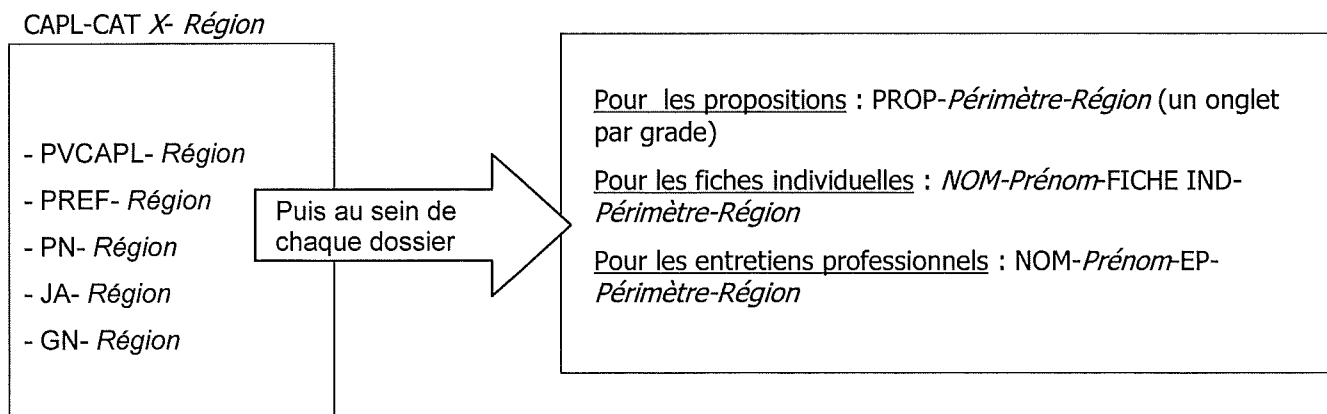 CAPL-CAT X- Région
- PVCAPL- Région
- PREF- Région
- PN- Région
- JA- Région
- GN- Région
Puis au sein de
chaque dossier
Pour les propositions : PROP-Périmètre-Région (un onglet
par grade)
Pour les fiches individuelles : NOM-Prénom-FICHE IND-
Périmètre-Région
Pour les entretiens professionnels : NOM-Prénom-EP-
Périmètre-Région